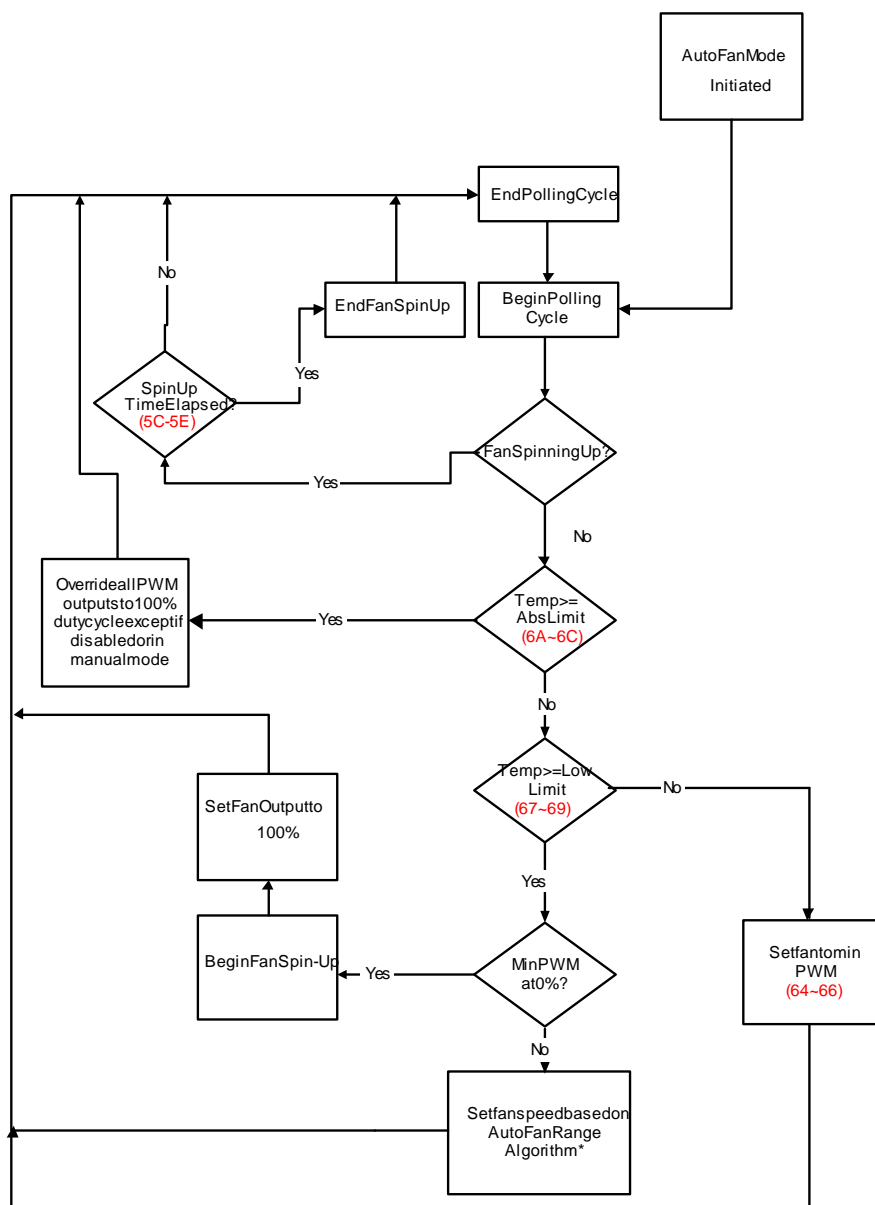 AutoFanMode
Initiated
EndPollingCycle
No
EndFanSpinUp
BeginPolling
Cycle
Yes
SpinUp
TimeElapsed?
(5C-5E)
FanSpinningUp?
Yes
No
OverrideallPWM
outputsto100%
dutycycleexceptif
disabledorin
manualmode
Yes
Temp>=
AbsLimit
(6A~6C)
No
Temp>=Low
Limit
(67~69)
No
SetFanOutputto
100%
Yes
BeginFanSpin-Up
Yes
MinPWM
at0%?
Setfantomin
PWM
(64~66)
No
Setfanspeedbasedon
AutoFanRange
Algorithm*